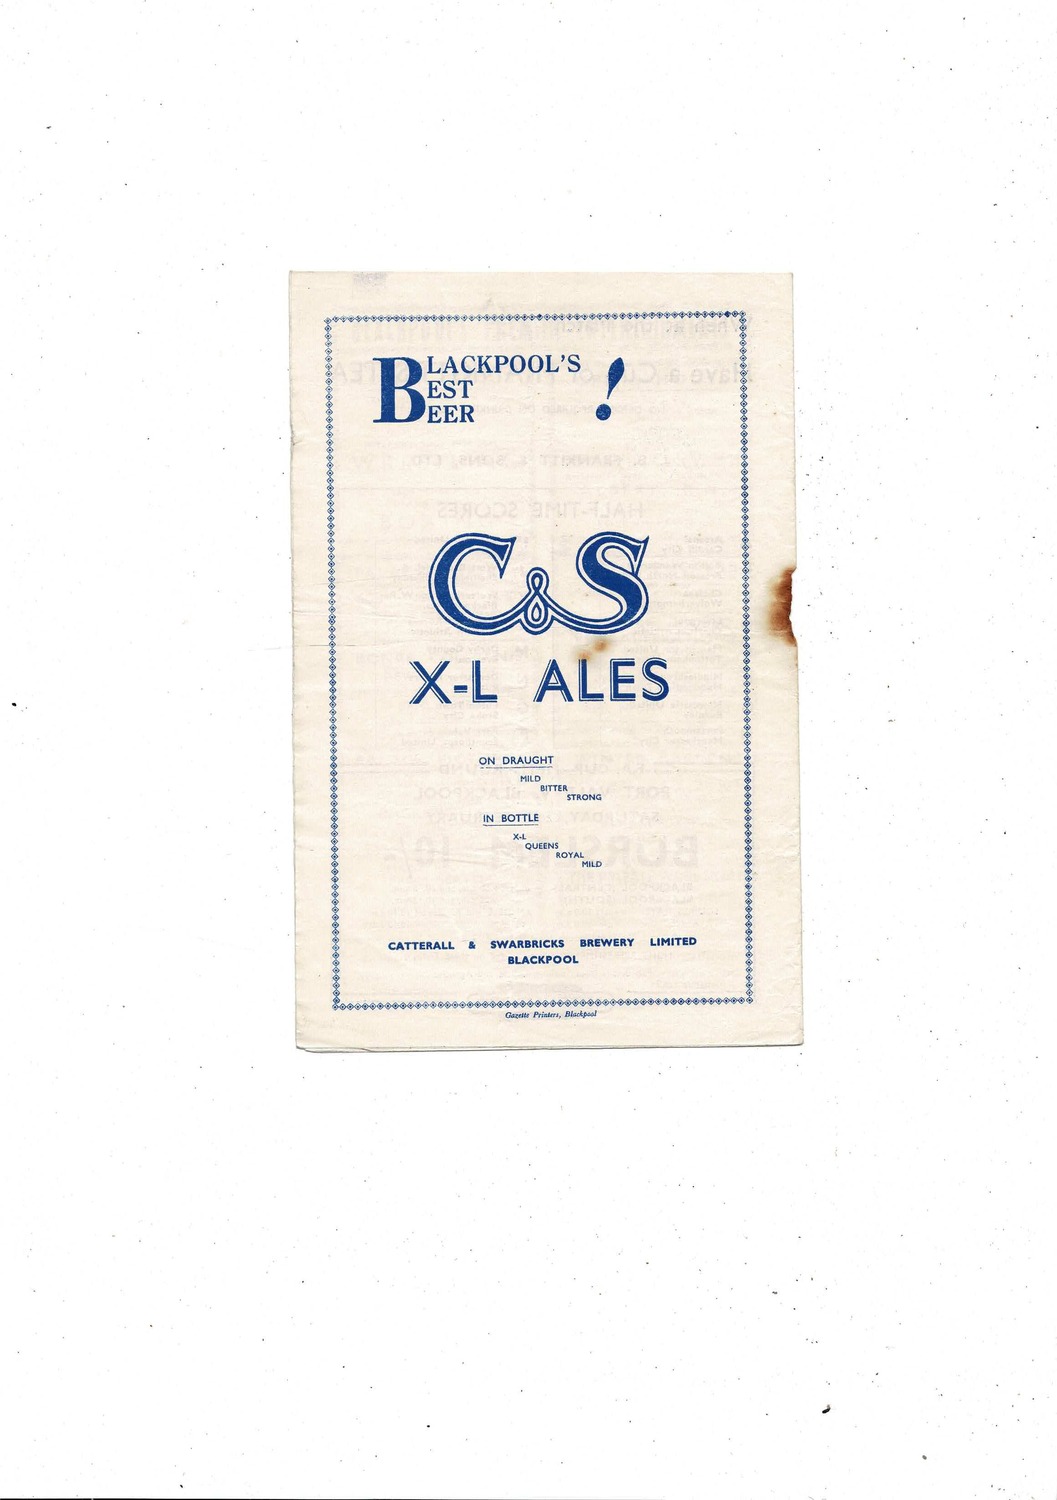 BLACKPOOL'S
BEST
BEER !
C & S
X-L ALES
ON DRAUGHT
MILD
BITTER
STRONG
IN BOTTLE
X-L
QUEENS
ROYAL
MILD
CATTERALL & SWARBRICKS BREWERY LIMITED
BLACKPOOL
Gazette Printers, Blackpool